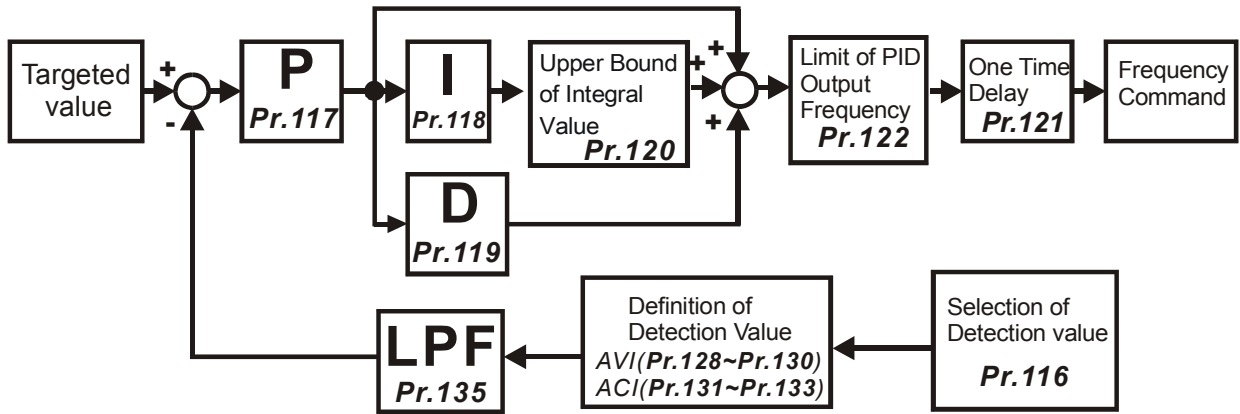 Targeted
value
+
-
P
Pr.117
I
Pr.118
Upper Bound
of Integral
Value
Pr.120
+
+
+
Limit of PID
Output
Frequency
Pr.122
One Time
Delay
Pr.121
Frequency
Command
D
Pr.119
LPF
Pr.135
Definition of
Detection Value
AVI(Pr.128~Pr.130)
ACI(Pr.131~Pr.133)
Selection of
Detection value
Pr.116